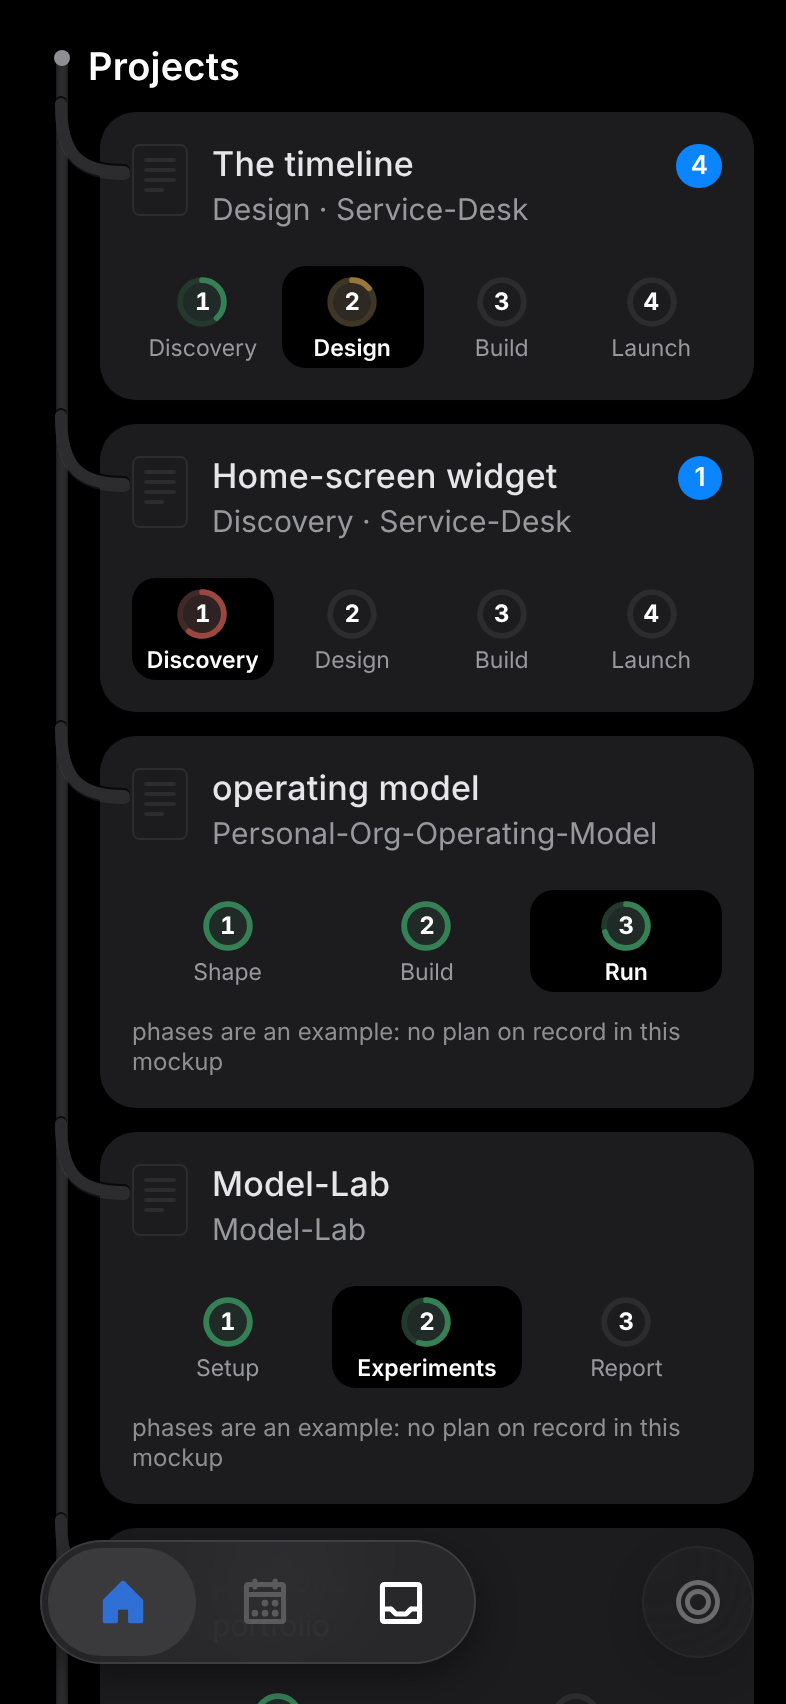 Projects
The timeline
4
Design · Service-Desk
1
2
3
4
Discovery
Design
Build
Launch
Home-screen widget
1
Discovery · Service-Desk
1
2
3
4
Discovery
Design
Build
Launch
operating model
Personal-Org-Operating-Model
1
2
3
Shape
Build
Run
phases are an example: no plan on record in this
mockup
Model-Lab
Model-Lab
1
2
3
Setup
Experiments
Report
phases are an example: no plan on record in this
mockup
portfolio